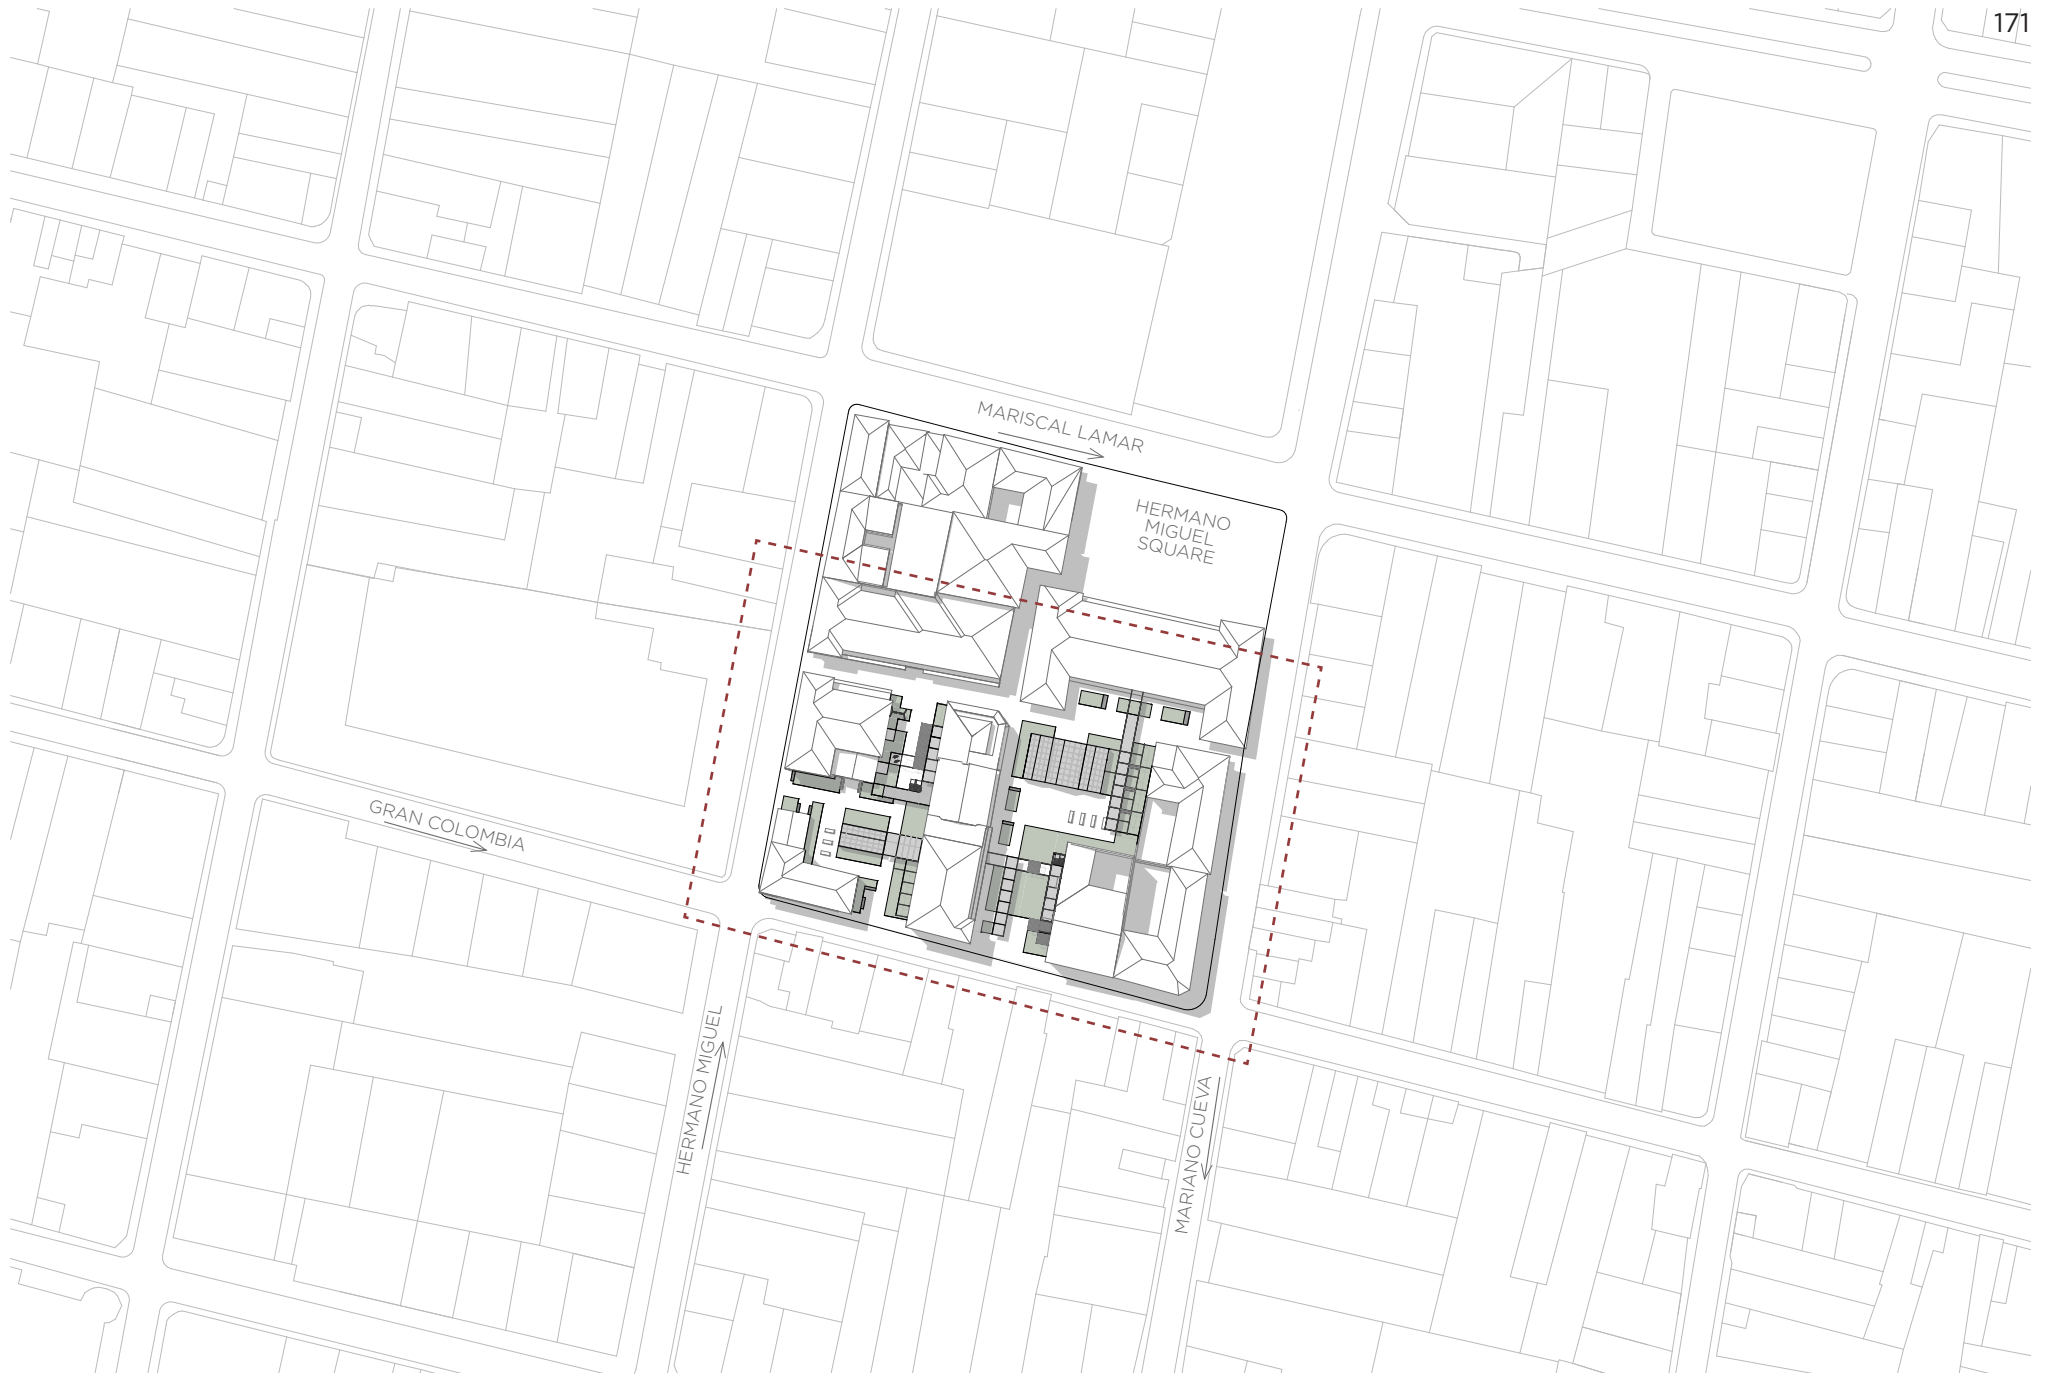 171
MARISCAL LAMAR
HERMANO
MIGUEL
SQUARE
GRAN COLOMBIA
HERMANO MIGUEL
MARIANO CUEVA